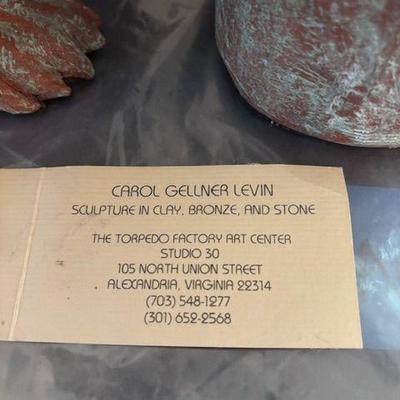 CAROL GELLNER LEVIN
SCULPTURE IN CLAY, BRONZE, AND STONE
THE TORPEDO FACTORY ART CENTER
STUDIO 30
105 NORTH UNION STREET
ALEXANDRIA, VIRGINIA 22314
(703) 548-1277
(301) 652-2568